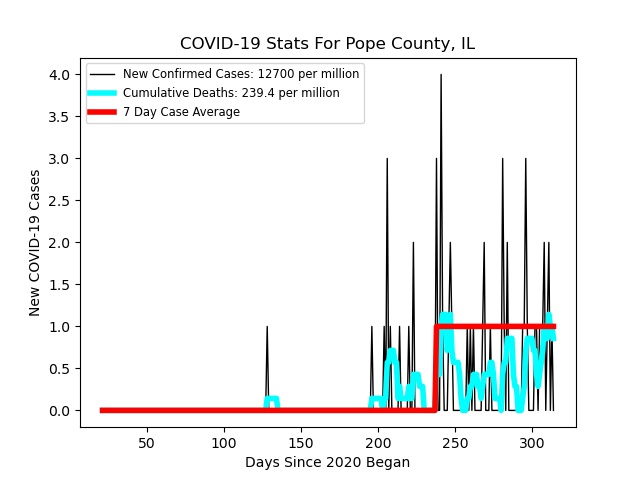 COVID-19 Stats For Pope County, IL
New Confirmed Cases: 12700 per million
Cumulative Deaths: 239.4 per million
7 Day Case Average
New COVID-19 Cases
4.0
3.5
3.0
2.5
2.0
1.5
1.0
0.5
0.0
50 100 150 200 250 300
Days Since 2020 Began